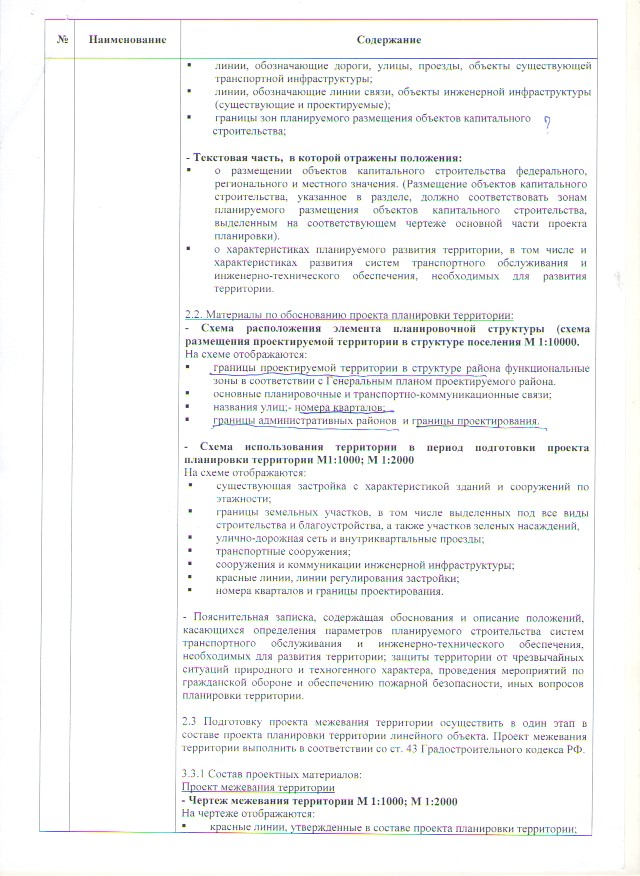 № Наименование Содержание
▪ линии, обозначающие дороги, улицы, проезды, объекты существующей
транспортной инфраструктуры;
▪ линии, обозначающие линии связи, объекты инженерной инфраструктуры
(существующие и проектируемые);
▪ границы зон планируемого размещения объектов капитального ?
строительства;
- Текстовая часть, в которой отражены положения:
▪ о размещении объектов капитального строительства федерального,
регионального и местного значения. (Размещение объектов капитального
строительства, указанное в разделе, должно соответствовать зонам
планируемого размещения объектов капитального строительства,
выделенным на соответствующем чертеже основной части проекта
планировки).
▪ о характеристиках планируемого развития территории, в том числе и
характеристиках развития систем транспортного обслуживания и
инженерно-технического обеспечения, необходимых для развития
территории.
2.2. Материалы по обоснованию проекта планировки территории:
- Схема расположения элемента планировочной структуры (схема
размещения проектируемой территории в структуре поселения М 1:10000.
На схеме отображаются:
▪ границы проектируемой территории в структуре района функциональные
зоны в соответствии с Генеральным планом проектируемого района.
▪ основные планировочные и транспортно-коммуникационные связи;
▪ названия улиц;- номера кварталов;
▪ границы административных районов и границы проектирования.
- Схема использования территории в период подготовки проекта
планировки территории М1:1000; М 1:2000
На схеме отображаются:
▪ существующая застройка с характеристикой зданий и сооружений по
этажности;
▪ границы земельных участков, в том числе выделенных под все виды
строительства и благоустройства, а также участков зеленых насаждений,
▪ улично-дорожная сеть и внутриквартальные проезды;
▪ транспортные сооружения;
▪ сооружения и коммуникации инженерной инфраструктуры;
▪ красные линии, линии регулирования застройки;
▪ номера кварталов и границы проектирования.
- Пояснительная записка, содержащая обоснования и описание положений,
касающихся определения параметров планируемого строительства систем
транспортного обслуживания и инженерно-технического обеспечения,
необходимых для развития территории; защиты территории от чрезвычайных
ситуаций природного и техногенного характера, проведения мероприятий по
гражданской обороне и обеспечению пожарной безопасности, иных вопросов
планировки территории.
2.3 Подготовку проекта межевания территории осуществить в один этап в
составе проекта планировки территории линейного объекта. Проект межевания
территории выполнить в соответствии со ст. 43 Градостроительного кодекса РФ.
3.3.1 Состав проектных материалов:
Проект межевания территории
- Чертеж межевания территории М 1:1000; М 1:2000
На чертеже отображаются:
▪ красные линии, утвержденные в составе проекта планировки территории;